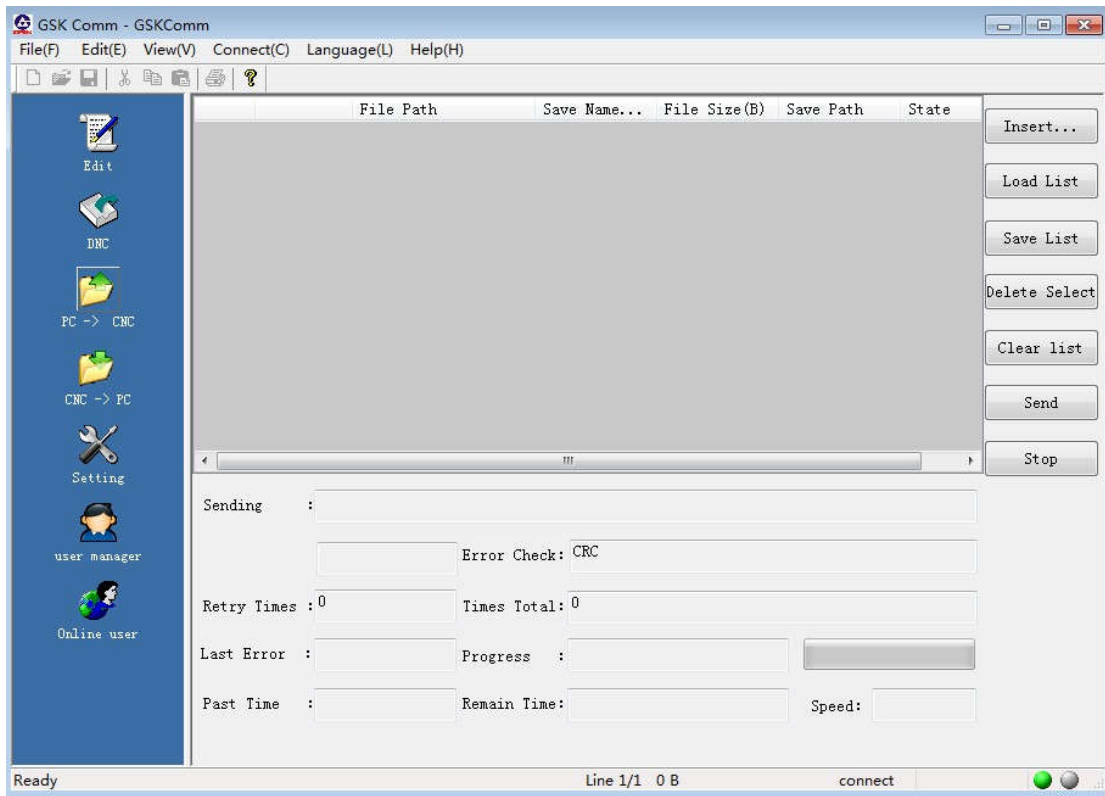 GSK Comm - GSKComm
File(F) Edit(E) View(V) Connect(C) Language(L) Help(H)
File Path Save Name... File Size(B) Save Path State
Insert...
Edit
Load List
DNC
Save List
Delete Select
PC -> CNC
Clear list
CNC -> PC
Send
Stop
Setting
Sending :
user manager
Error Check: CRC
Retry Times : 0 Times Total: 0
Online user
Last Error : Progress :
Past Time : Remain Time: Speed:
Ready Line 1/1 0 B connect